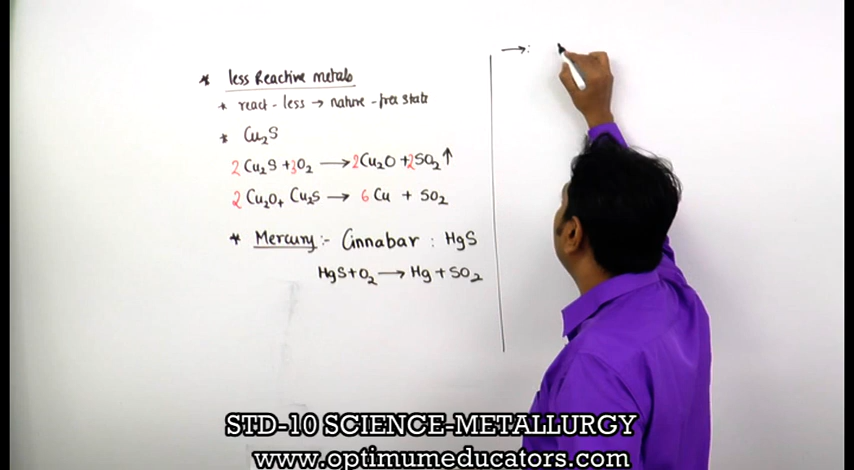 * less Reactive metals
* react - less → nature - free state
* Cu₂S
2 Cu₂S + 3O₂ → 2Cu₂O + 2SO₂ ↑
2 Cu₂O + Cu₂S → 6 Cu + SO₂
* Mercury :- Cinnabar : HgS
HgS + O₂ → Hg + SO₂
→ :
STD-10 SCIENCE-METALLURGY
www.optimumeducators.com